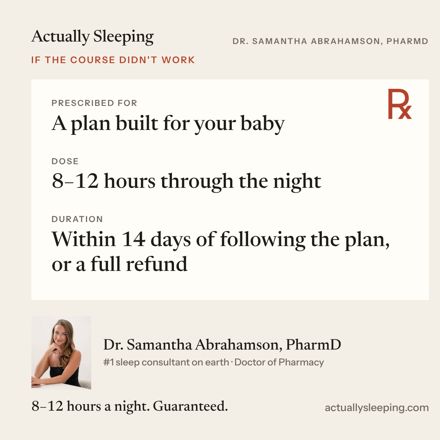 Actually Sleeping
DR. SAMANTHA ABRAHAMSON, PHARMD
IF THE COURSE DIDN'T WORK
PRESCRIBED FOR
A plan built for your baby
℞
DOSE
8–12 hours through the night
DURATION
Within 14 days of following the plan,
or a full refund
Dr. Samantha Abrahamson, PharmD
#1 sleep consultant on earth · Doctor of Pharmacy
8–12 hours a night. Guaranteed.
actuallysleeping.com